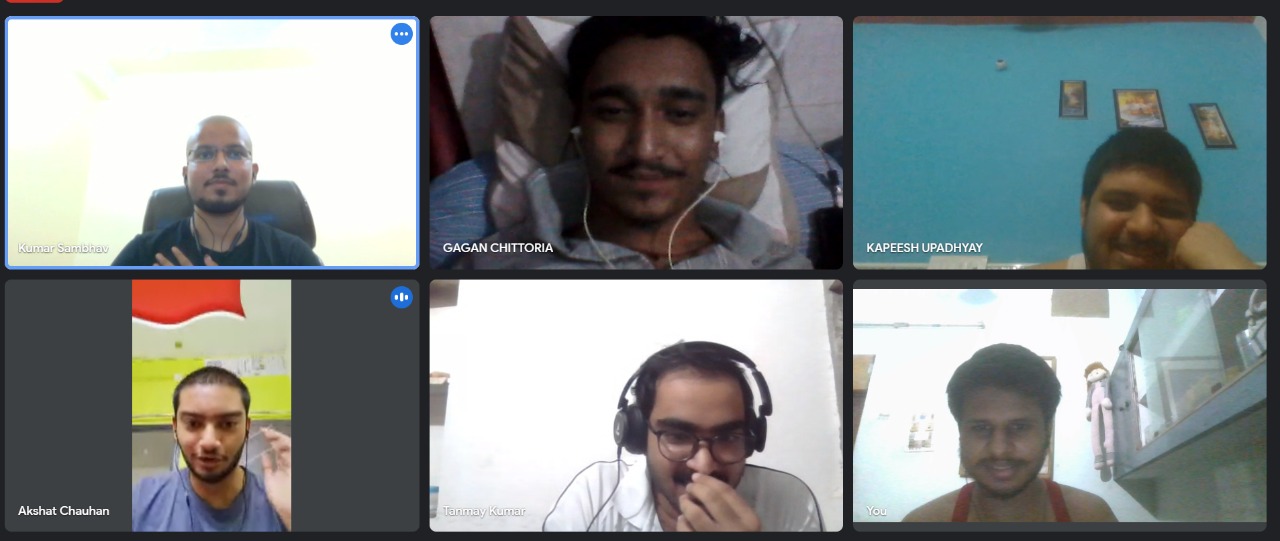 Kumar Sambhav
GAGAN CHITTORIA
KAPEESH UPADHYAY
Akshat Chauhan
Tanmay Kumar
You